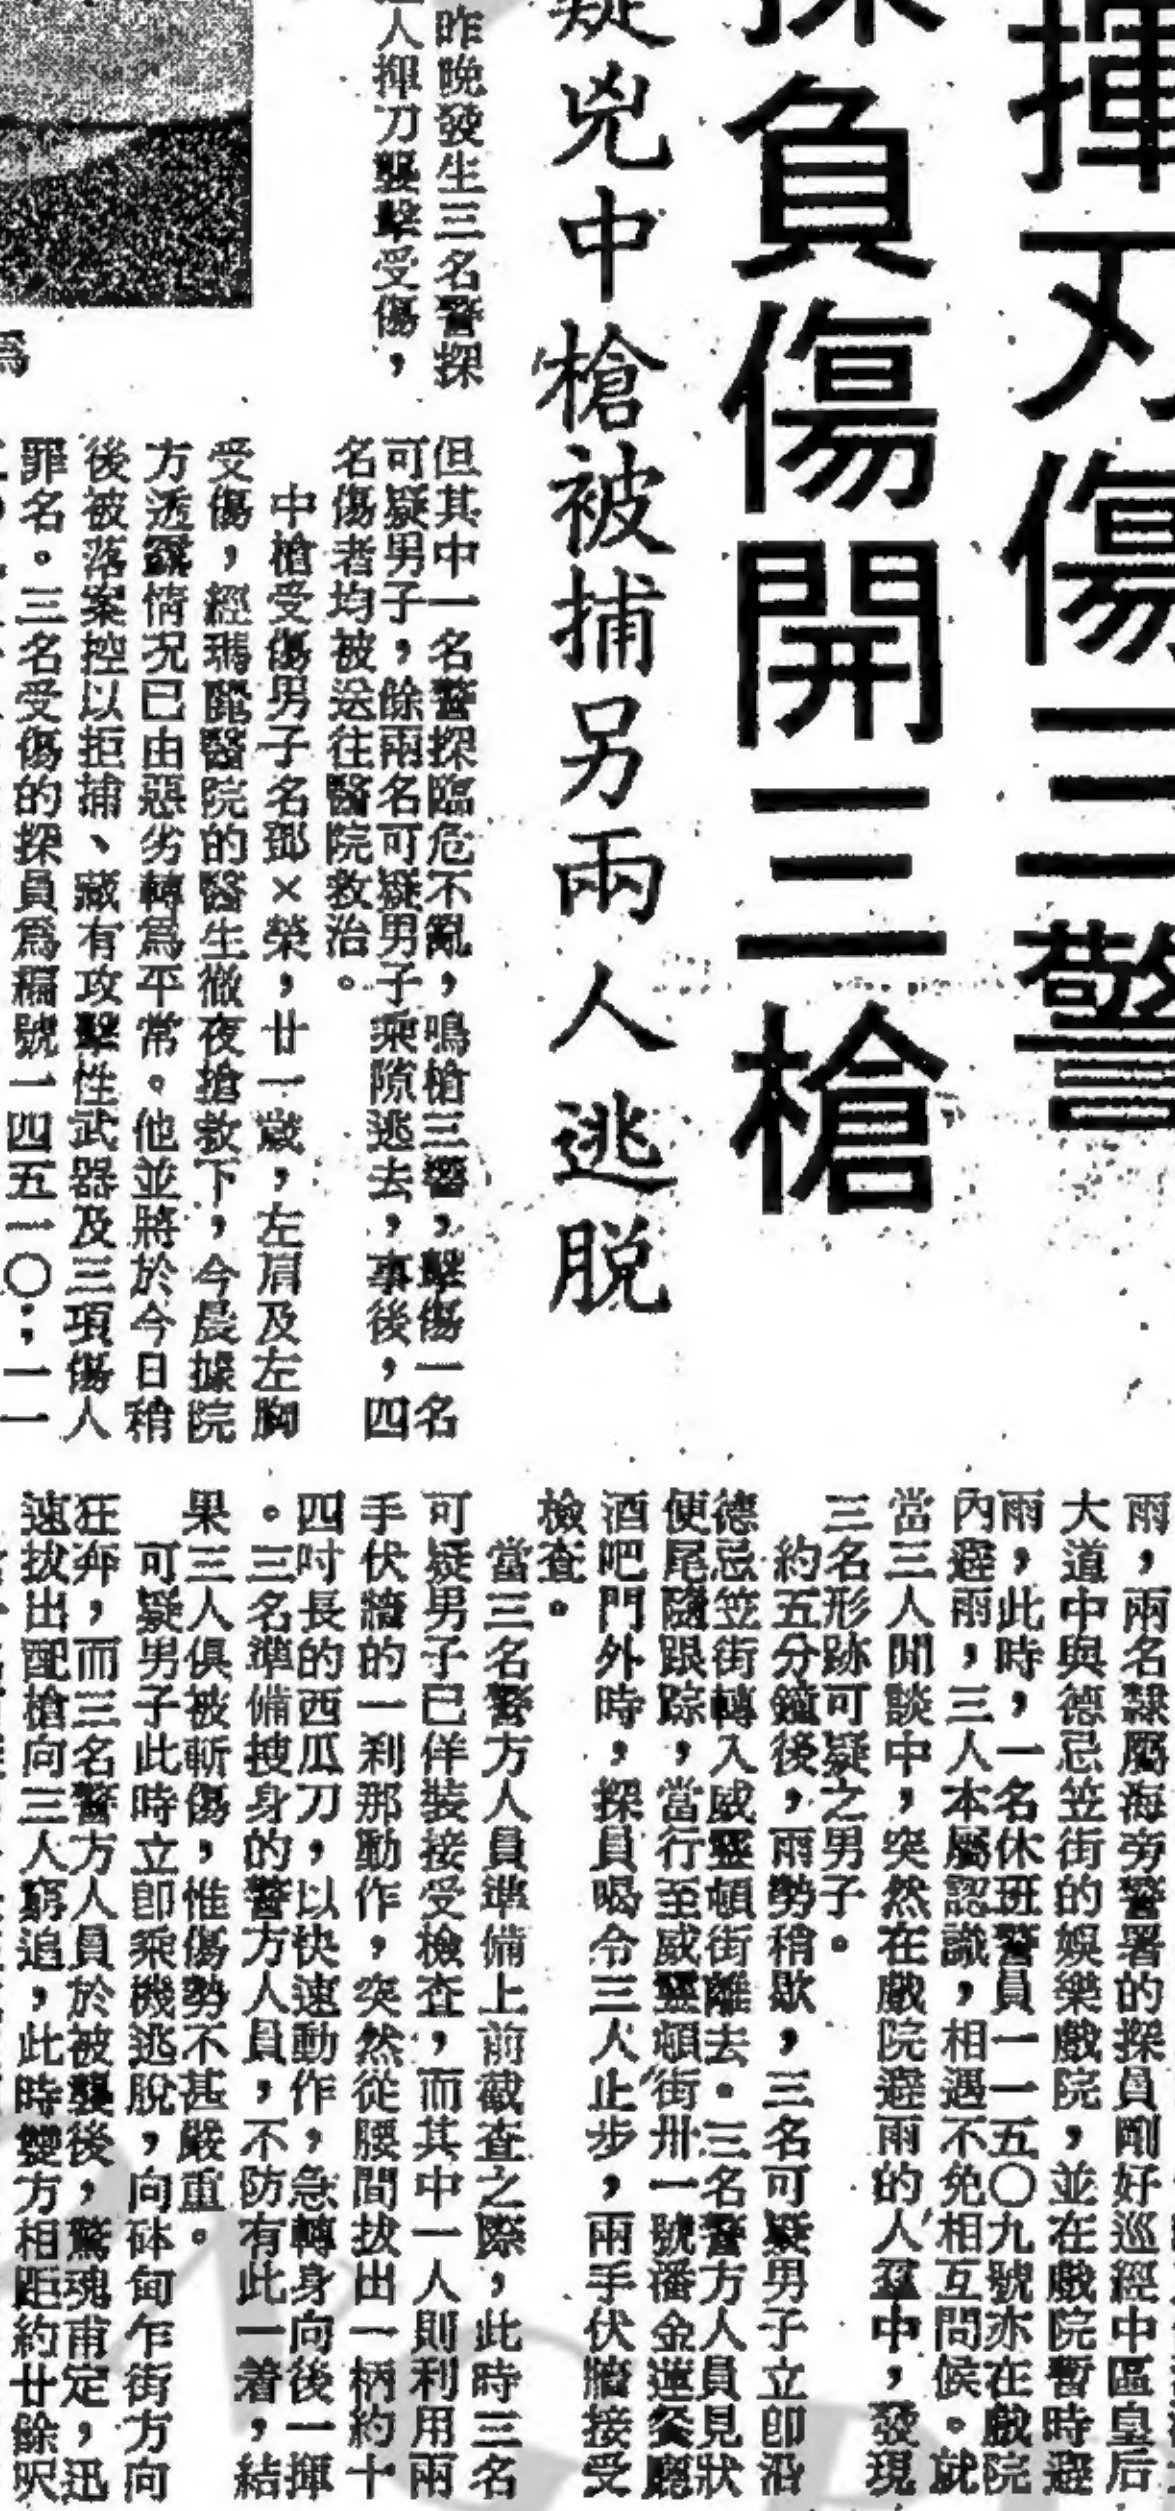 揮刃傷三警
探負傷開三槍
疑兇中槍被捕另兩人逃脫
昨晚發生三名警探
人揮刀襲擊受傷，
但其中一名警探臨危不亂，鳴槍三響，擊傷一名
可疑男子，餘兩名可疑男子乘隙逃去，事後，四
名傷者均被送往醫院救治。
中槍受傷男子名鄧×榮，廿一歲，左肩及左胸
受傷，經瑪麗醫院的醫生徹夜搶救下，今晨據院
方透露情況已由惡劣轉為平常。他並將於今日稍
後被落案控以拒捕、藏有攻擊性武器及三項傷人
罪名。三名受傷的探員為編號一四五一〇；一一
為
雨，兩名隸屬海旁警署的探員剛好巡經中區皇后
大道中與德忌笠街的娛樂戲院，並在戲院暫時避
雨，此時，一名休班警員一一五〇九號亦在戲院
內避雨，三人本屬認識，相遇不免相互問候。就
當三人閒談中，突然在戲院避雨的人羣中，發現
三名形跡可疑之男子。
約五分鐘後，雨勢稍歇，三名可疑男子立即沿
德忌笠街轉入威靈頓街離去。三名警方人員見狀
便尾隨跟踪，當行至威靈頓街卅一號潘金蓮餐廳
酒吧門外時，探員喝令三人止步，兩手伏牆接受
檢查。
當三名警方人員準備上前截查之際，此時三名
可疑男子已佯裝接受檢查，而其中一人則利用兩
手伏牆的一剎那動作，突然從腰間拔出一柄約十
四吋長的西瓜刀，以快速動作，急轉身向後一揮
。三名準備搜身的警方人員，不防有此一着，結
果三人俱被斬傷，惟傷勢不甚嚴重。
可疑男子此時立即乘機逃脫，向砵甸乍街方向
狂奔，而三名警方人員於被襲後，驚魂甫定，迅
速拔出配槍向三人窮追，此時雙方相距約廿餘呎